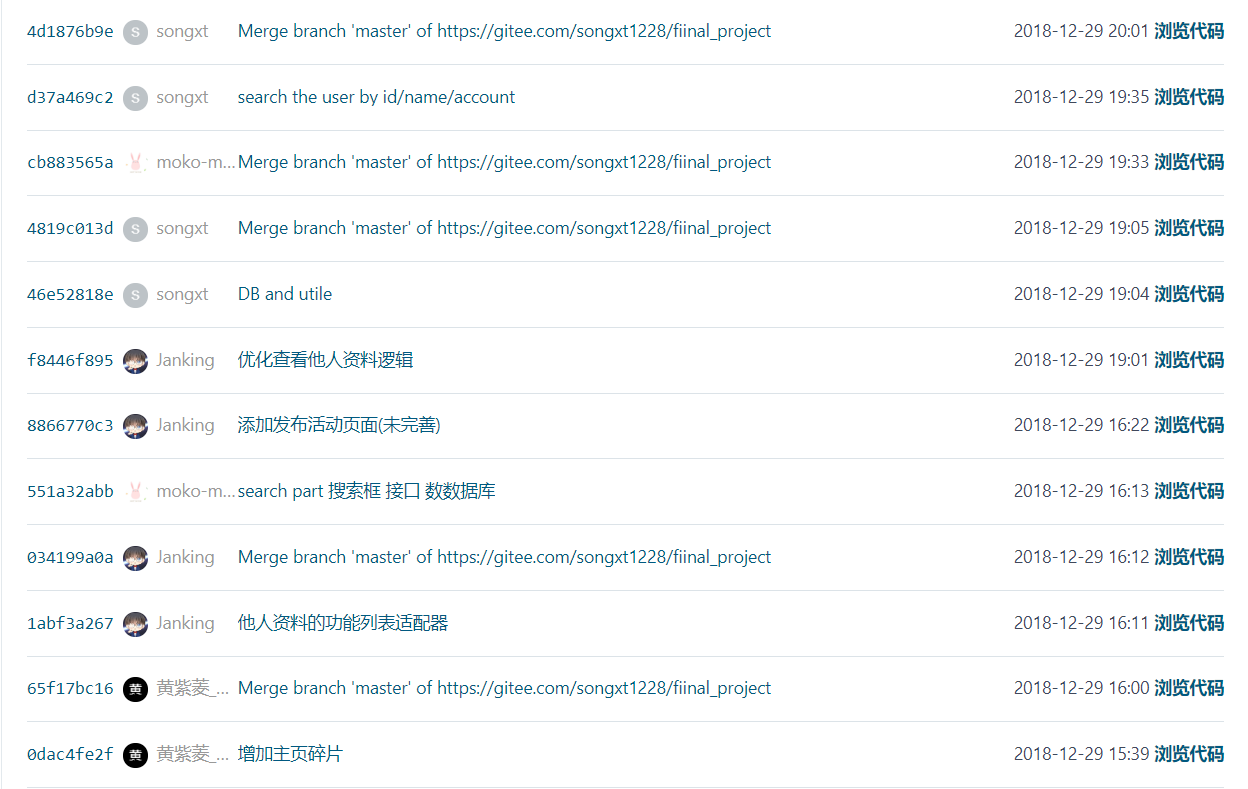 4d1876b9e S songxt Merge branch 'master' of https://gitee.com/songxt1228/fiinal_project 2018-12-29 20:01 浏览代码
d37a469c2 S songxt search the user by id/name/account 2018-12-29 19:35 浏览代码
cb883565a moko-m... Merge branch 'master' of https://gitee.com/songxt1228/fiinal_project 2018-12-29 19:33 浏览代码
4819c013d S songxt Merge branch 'master' of https://gitee.com/songxt1228/fiinal_project 2018-12-29 19:05 浏览代码
46e52818e S songxt DB and utile 2018-12-29 19:04 浏览代码
f8446f895 Janking 优化查看他人资料逻辑 2018-12-29 19:01 浏览代码
8866770c3 Janking 添加发布活动页面(未完善) 2018-12-29 16:22 浏览代码
551a32abb moko-m... search part 搜索框 接口 数数据库 2018-12-29 16:13 浏览代码
034199a0a Janking Merge branch 'master' of https://gitee.com/songxt1228/fiinal_project 2018-12-29 16:12 浏览代码
1abf3a267 Janking 他人资料的功能列表适配器 2018-12-29 16:11 浏览代码
65f17bc16 黄 黄紫菱_... Merge branch 'master' of https://gitee.com/songxt1228/fiinal_project 2018-12-29 16:00 浏览代码
0dac4fe2f 黄 黄紫菱_... 增加主页碎片 2018-12-29 15:39 浏览代码